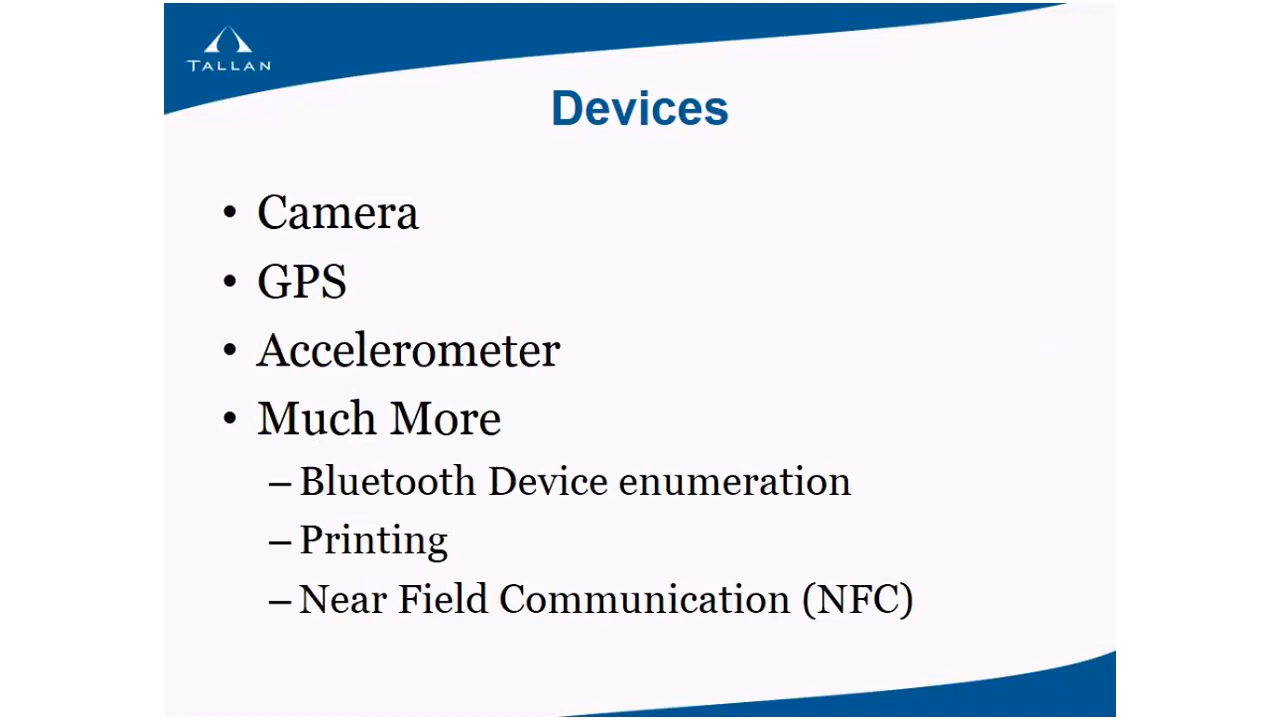 TALLAN
Devices
• Camera
• GPS
• Accelerometer
• Much More
– Bluetooth Device enumeration
– Printing
– Near Field Communication (NFC)